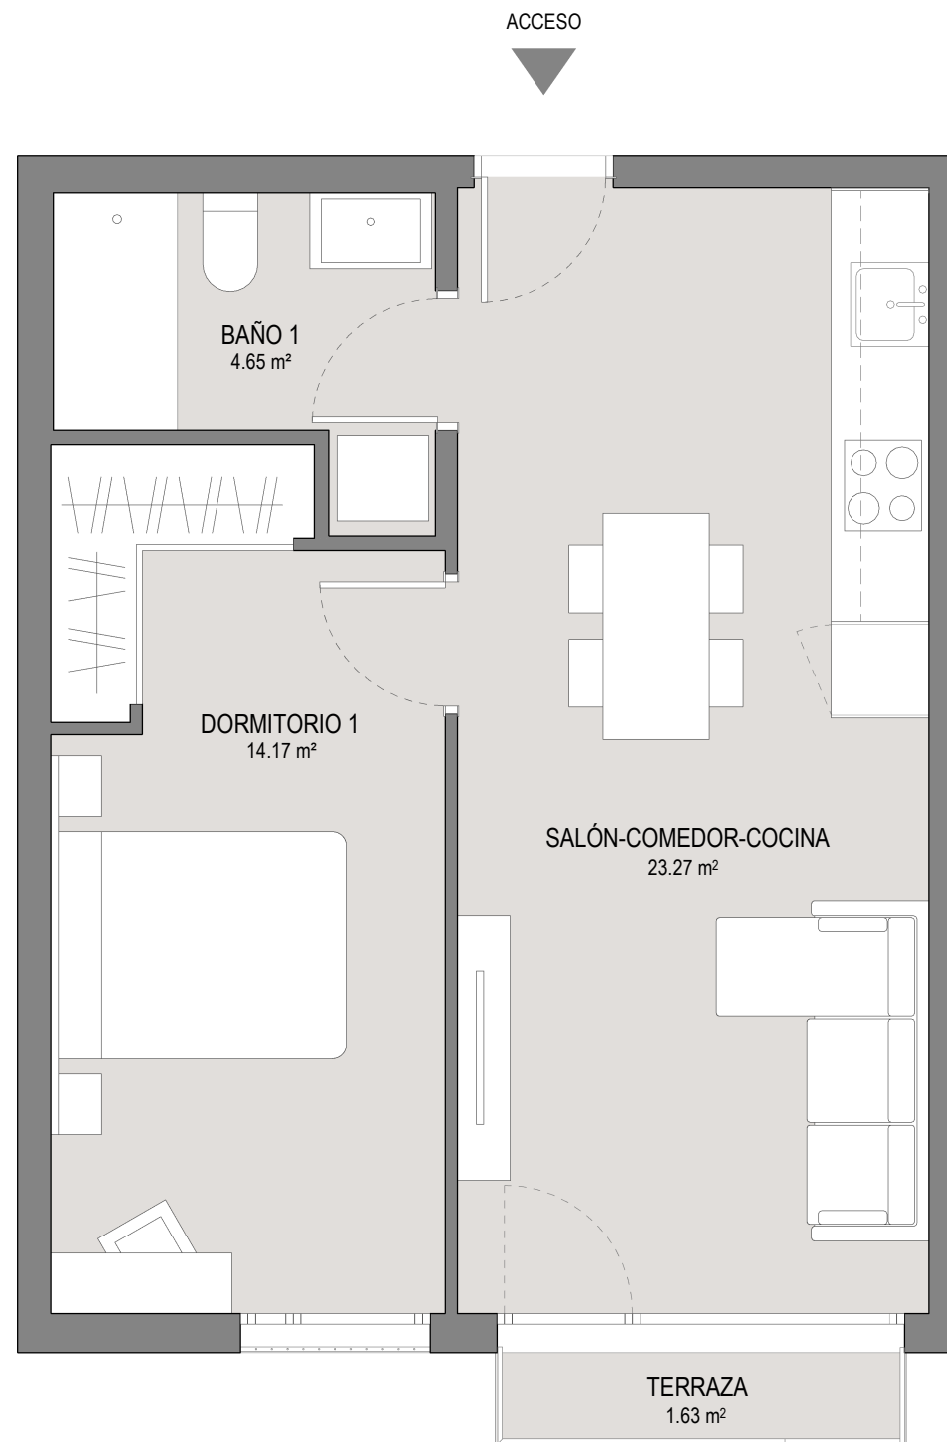 ACCESO
BAÑO 1
4.65 m²
DORMITORIO 1
14.17 m²
SALÓN-COMEDOR-COCINA
23.27 m²
TERRAZA
1.63 m²